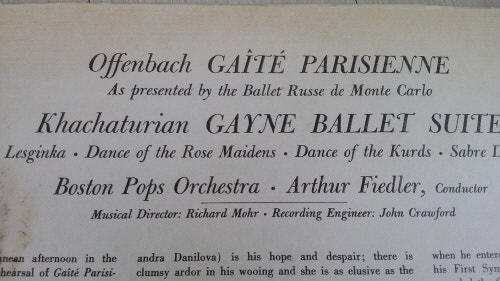 Offenbach GAÎTÉ PARISIENNE
As presented by the Ballet Russe de Monte Carlo
Khachaturian GAYNE BALLET SUITE
Lesginka • Dance of the Rose Maidens • Dance of the Kurds • Sabre D
Boston Pops Orchestra • Arthur Fiedler, Conductor
Musical Director: Richard Mohr • Recording Engineer: John Crawford
nean afternoon in the
hearsal of Gaîté Parisi-
andra Danilova) is his hope and despair; there is
clumsy ardor in his wooing and she is as elusive as the
when he entere
his First Sym